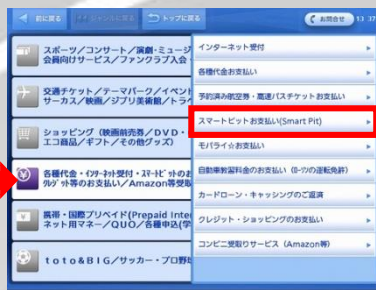 前に戻る
ジャンルに戻る
トップに戻る
お問合せ
13 37
スポーツ/コンサート/演劇・ミュージ
会員向けサービス/ファンクラブ入会・
交通チケット/テーマパーク/イベント
サーカス/映画/ジブリ美術館/トラベ
ショッピング(映画前売券/DVD・
エコ商品/ギフト/その他グッズ)
各種代金・インターネット受付・スマートピットのお
クレジット等のお支払い/Amazon等受取
携帯・国際プリペイド(Prepaid Inte
ネット用マネー/QUO/各種申込(学
toto&BIG/サッカー・プロ野球
インターネット受付
各種代金お支払い
予約済み航空券・高速バスチケットお支払い
スマートピットお支払い(Smart Pit)
モバライ☆お支払い
自動車教習料金のお支払い
カードローン・キャッシングのご返済
クレジット・ショッピングのお支払い
コンビニ受取りサービス (Amazon等)